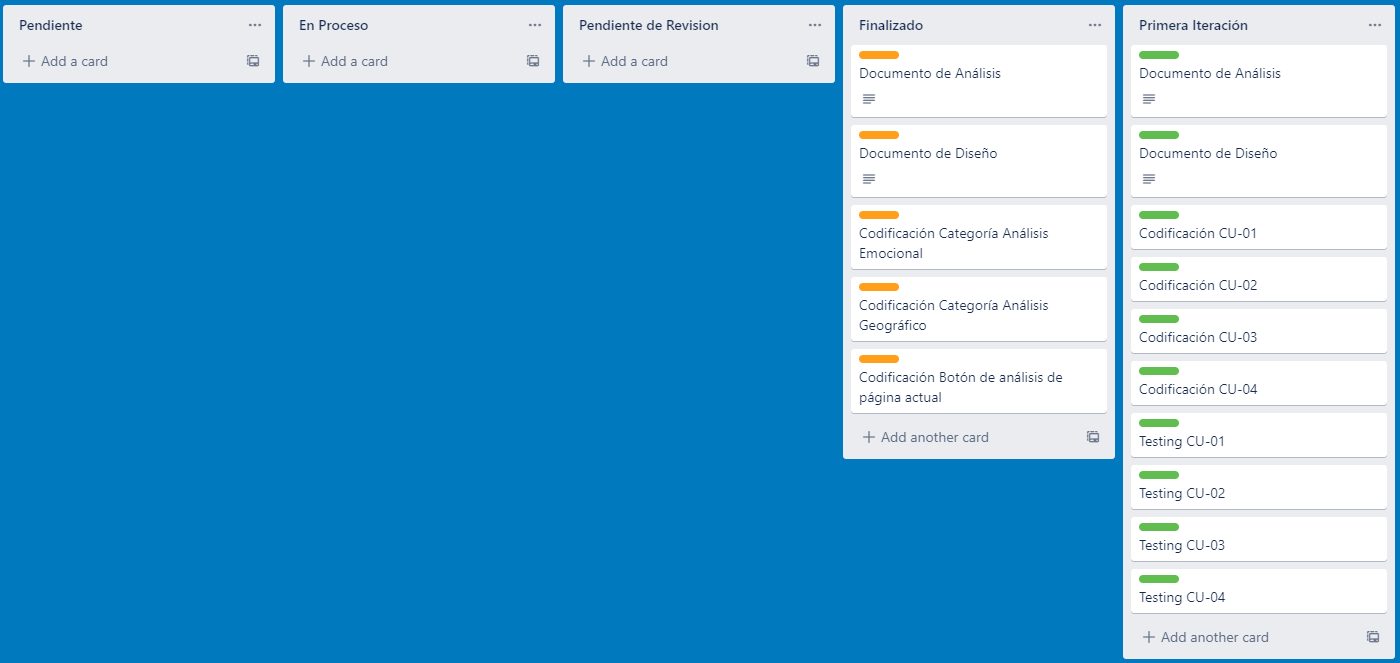 Pendiente
Add a card
En Proceso
Add a card
Pendiente de Revision
Add a card
Finalizado
Documento de Análisis
Documento de Diseño
Codificación Categoría Análisis
Emocional
Codificación Categoría Análisis
Geográfico
Codificación Botón de análisis de
página actual
Add another card
Primera Iteración
Documento de Análisis
Documento de Diseño
Codificación CU-01
Codificación CU-02
Codificación CU-03
Codificación CU-04
Testing CU-01
Testing CU-02
Testing CU-03
Testing CU-04
Add another card